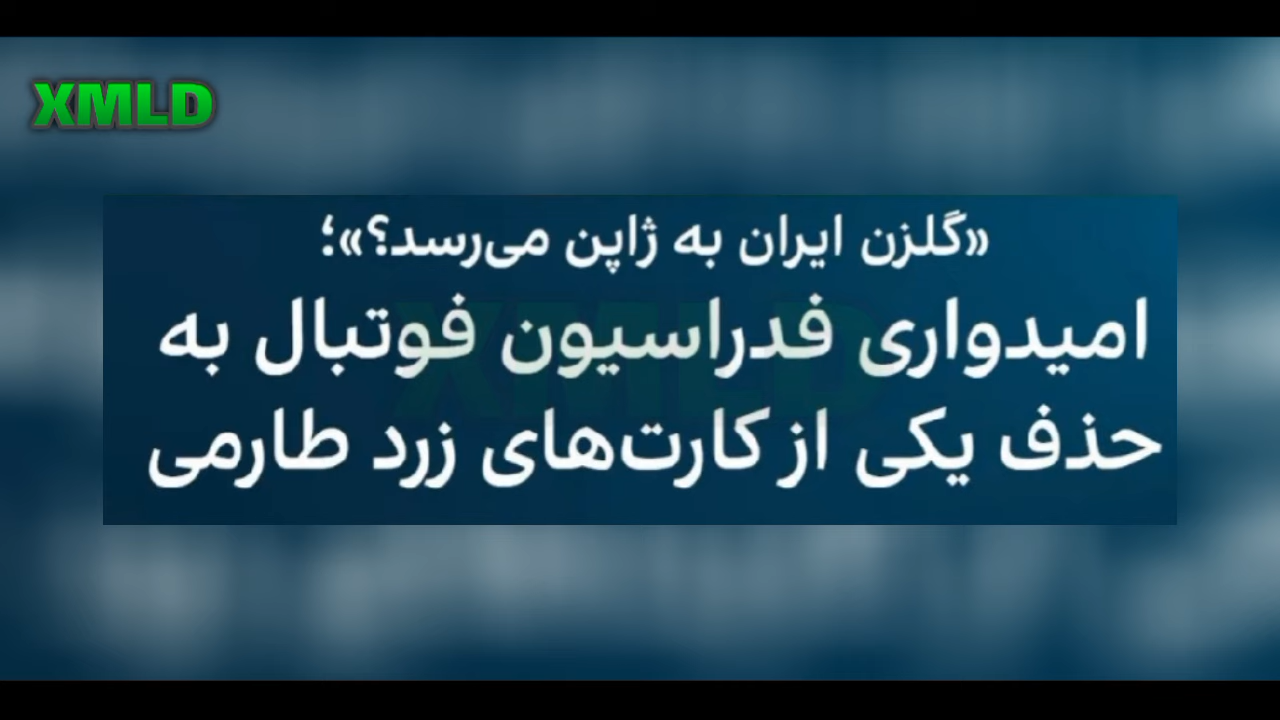 XMLD
«گلزن ایران به ژاپن می‌رسد؟»؛
امیدواری فدراسیون فوتبال به
حذف یکی از کارت‌های زرد طارمی